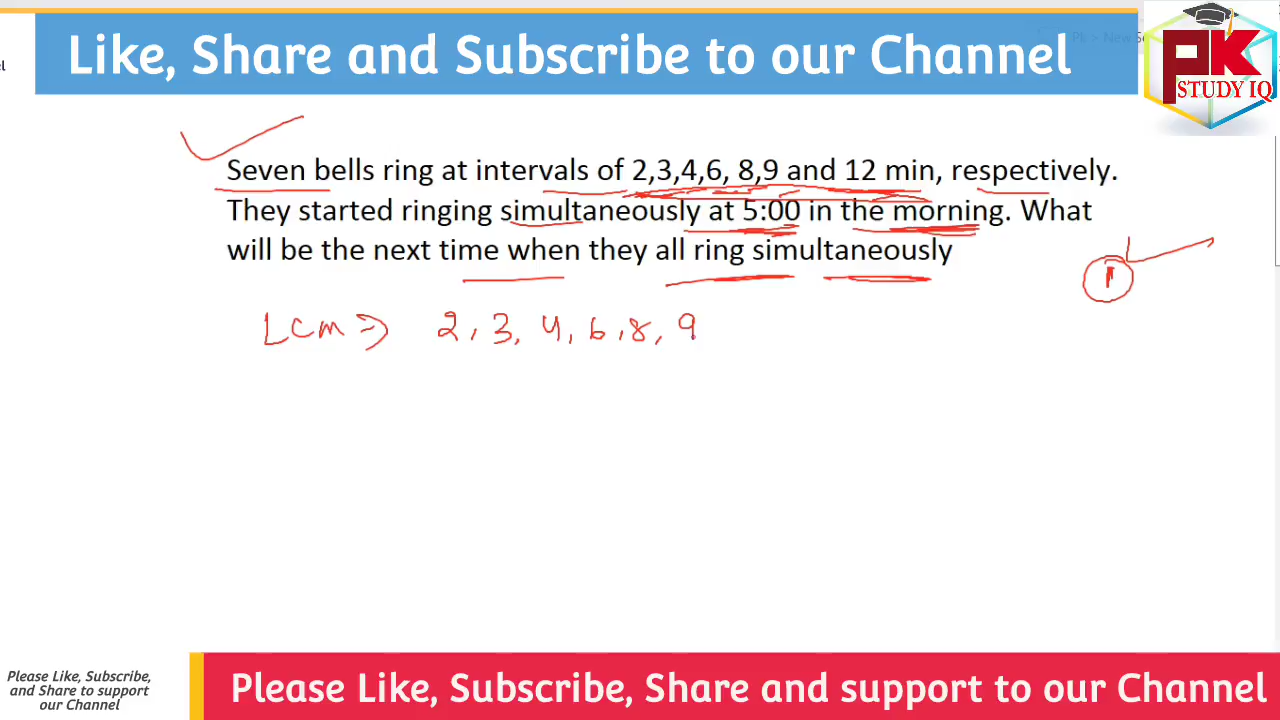 Like, Share and Subscribe to our Channel
PK
STUDY IQ
Seven bells ring at intervals of 2,3,4,6, 8,9 and 12 min, respectively.
They started ringing simultaneously at 5:00 in the morning. What
will be the next time when they all ring simultaneously
LCM => 2, 3, 4, 6, 8, 9
Please Like, Subscribe,
and Share to support
our Channel
Please Like, Subscribe, Share and support to our Channel